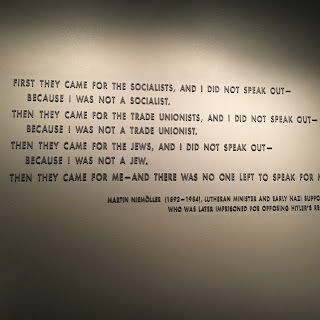 FIRST THEY CAME FOR THE SOCIALISTS, AND I DID NOT SPEAK OUT—
BECAUSE I WAS NOT A SOCIALIST.
THEN THEY CAME FOR THE TRADE UNIONISTS, AND I DID NOT SPEAK OUT—
BECAUSE I WAS NOT A TRADE UNIONIST.
THEN THEY CAME FOR THE JEWS, AND I DID NOT SPEAK OUT—
BECAUSE I WAS NOT A JEW.
THEN THEY CAME FOR ME—AND THERE WAS NO ONE LEFT TO SPEAK FOR
MARTIN NIEMÖLLER (1892–1984), LUTHERAN MINISTER AND EARLY NAZI
WHO WAS LATER IMPRISONED FOR OPPOSING HITLER'S